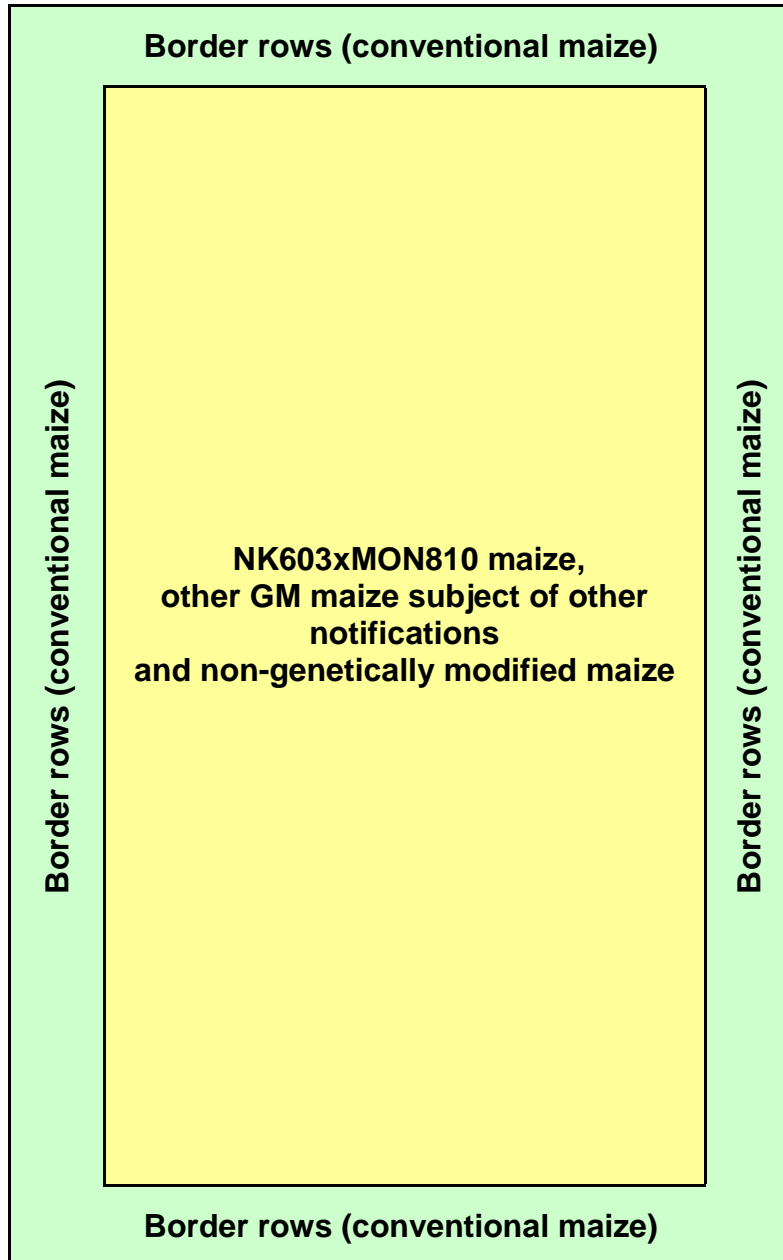 Border rows (conventional maize)
Border rows (conventional maize)
NK603xMON810 maize,
other GM maize subject of other
notifications
and non-genetically modified maize
Border rows (conventional maize)
Border rows (conventional maize)